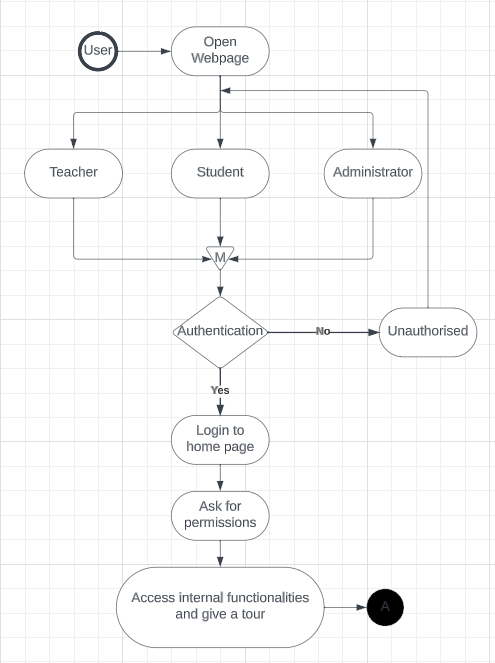 User
Open
Webpage
Teacher
Student
Administrator
M
Authentication
No
Unauthorised
Yes
Login to
home page
Ask for
permissions
Access internal functionalities
and give a tour
A